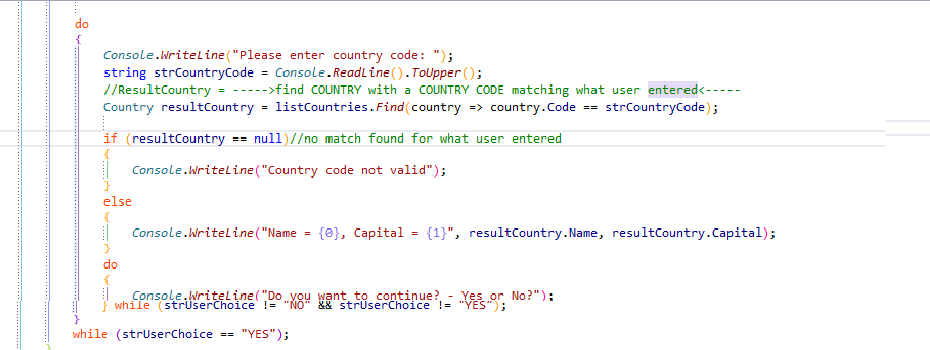 do
{
Console.WriteLine("Please enter country code: ");
string strCountryCode = Console.ReadLine().ToUpper();
//ResultCountry = ----->find COUNTRY with a COUNTRY CODE matching what user entered<-----
Country resultCountry = listCountries.Find(country => country.Code == strCountryCode);
if (resultCountry == null)//no match found for what user entered
{
Console.WriteLine("Country code not valid");
}
else
{
Console.WriteLine("Name = {0}, Capital = {1}", resultCountry.Name, resultCountry.Capital);
}
do
{
Console.WriteLine("Do you want to continue? - Yes or No?");
} while (strUserChoice != "NO" && strUserChoice != "YES");
}
while (strUserChoice == "YES");
}